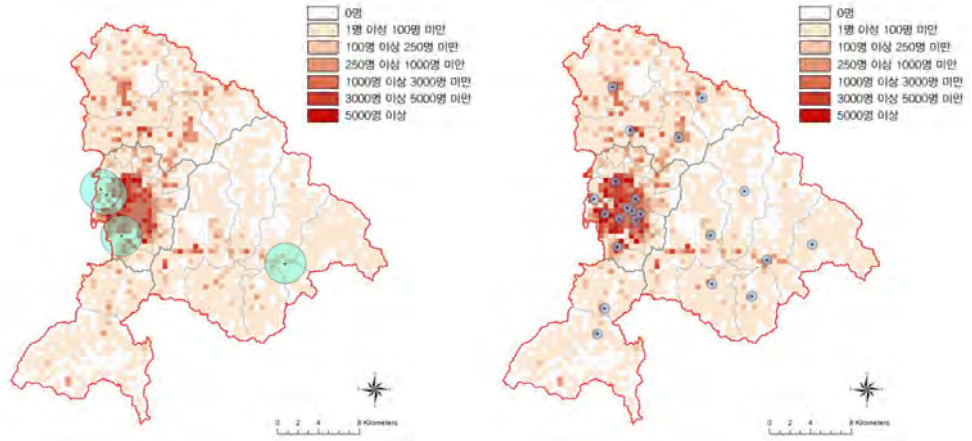 0명
1명 이상 100명 미만
100명 이상 250명 미만
250명 이상 1000명 미만
1000명 이상 3000명 미만
3000명 이상 5000명 미만
5000명 이상
0 2 4 8 Kilometers
0명
1명 이상 100명 미만
100명 이상 250명 미만
250명 이상 1000명 미만
1000명 이상 3000명 미만
3000명 이상 5000명 미만
5000명 이상
0 2 4 8 Kilometers